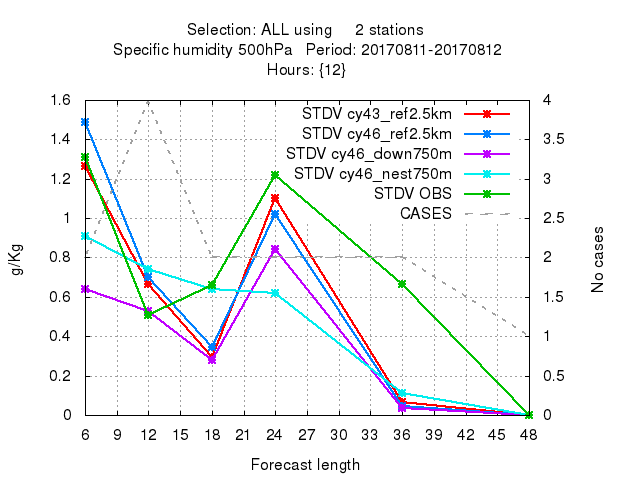 Selection: ALL using 2 stations
Specific humidity 500hPa Period: 20170811-20170812
Hours: {12}
STDV cy43_ref2.5km
STDV cy46_ref2.5km
STDV cy46_down750m
STDV cy46_nest750m
STDV OBS
CASES
1.6
1.4
1.2
1
0.8
0.6
0.4
0.2
0
g/Kg
4
3.5
3
2.5
2
1.5
1
0.5
0
No cases
6 9 12 15 18 21 24 27 30 33 36 39 42 45 48
Forecast length